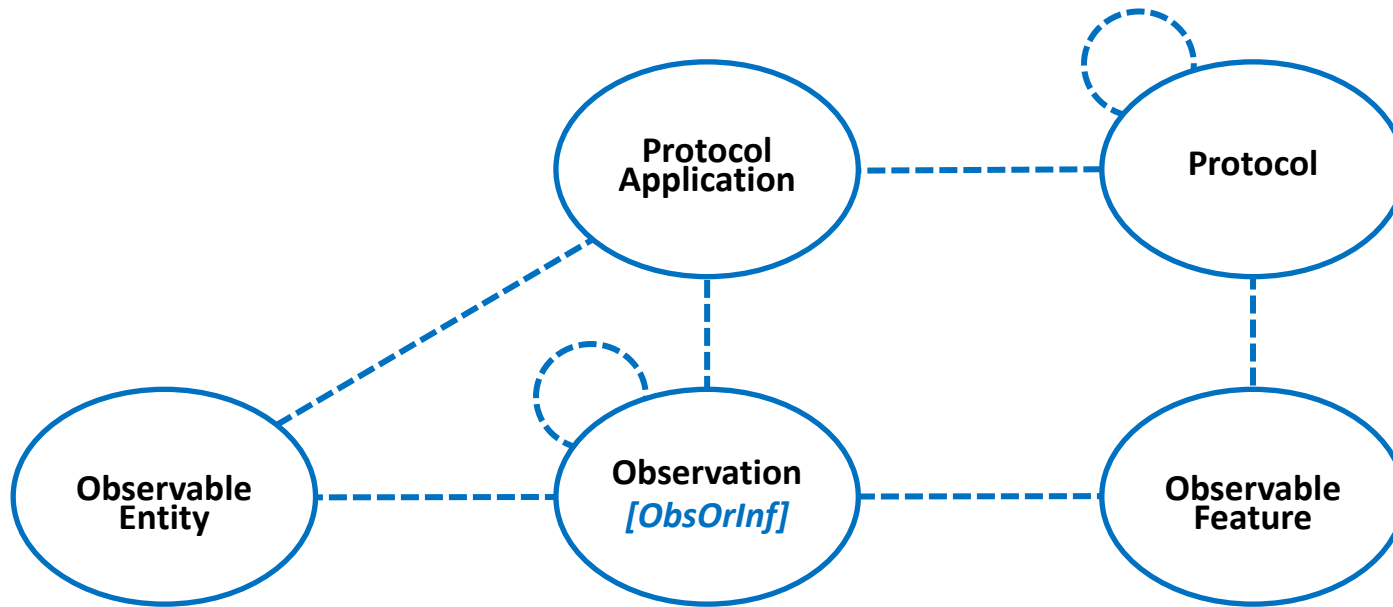 Protocol
Application
Protocol
Observable
Entity
Observation
[ObsOrInf]
Observable
Feature